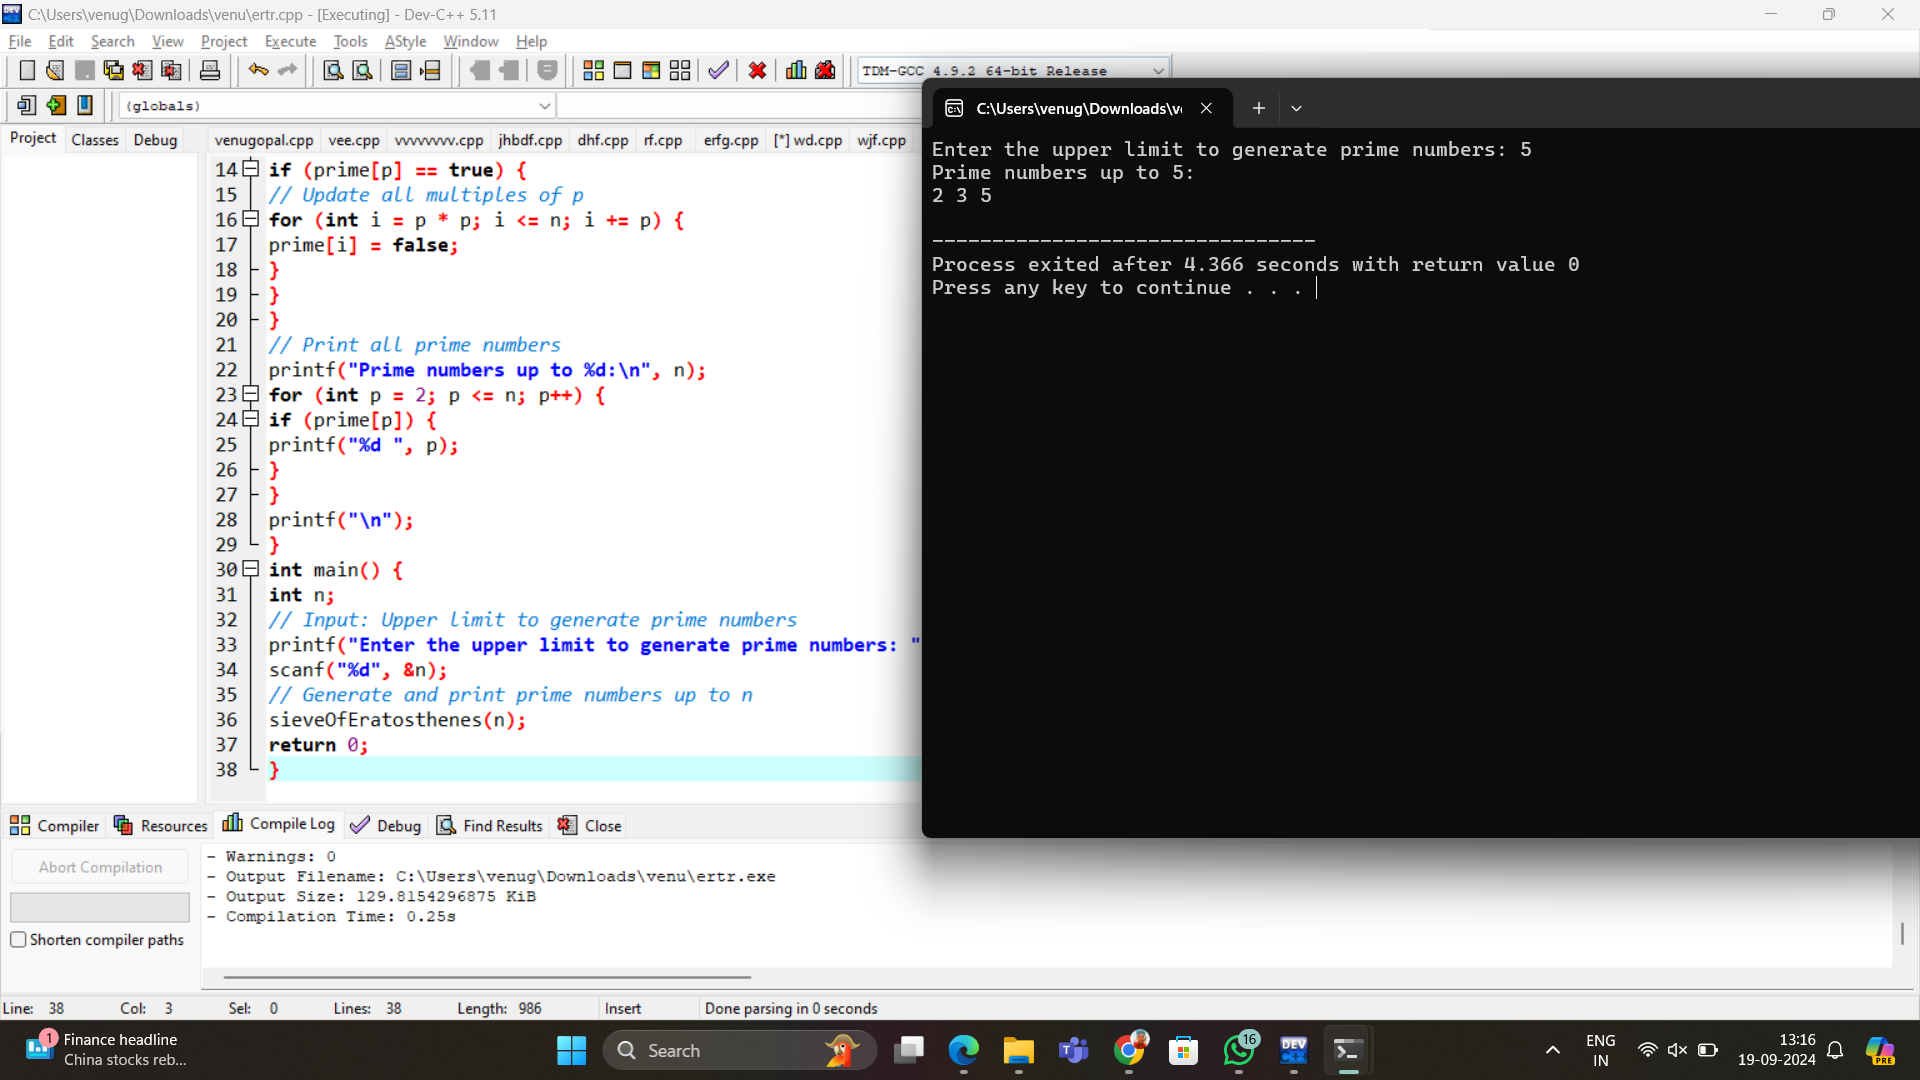 C:\Users\venug\Downloads\venu\ertr.cpp - [Executing] - Dev-C++ 5.11
File Edit Search View Project Execute Tools AStyle Window Help
TDM-GCC 4.9.2 64-bit Release
(globals)
Project Classes Debug
venugopal.cpp vee.cpp vvvvvvvv.cpp jhbdf.cpp dhf.cpp rf.cpp erfg.cpp [*] wd.cpp wjf.cpp
14 if (prime[p] == true) {
15 // Update all multiples of p
16 for (int i = p * p; i <= n; i += p) {
17 prime[i] = false;
18 }
19 }
20 }
21 // Print all prime numbers
22 printf("Prime numbers up to %d:\n", n);
23 for (int p = 2; p <= n; p++) {
24 if (prime[p]) {
25 printf("%d ", p);
26 }
27 }
28 printf("\n");
29 }
30 int main() {
31 int n;
32 // Input: Upper limit to generate prime numbers
33 printf("Enter the upper limit to generate prime numbers: "
34 scanf("%d", &n);
35 // Generate and print prime numbers up to n
36 sieveOfEratosthenes(n);
37 return 0;
38 }
C:\Users\venug\Downloads\v
Enter the upper limit to generate prime numbers: 5
Prime numbers up to 5:
2 3 5
--------------------------------
Process exited after 4.366 seconds with return value 0
Press any key to continue . . .
Compiler Resources Compile Log Debug Find Results Close
Abort Compilation
Shorten compiler paths
- Warnings: 0
- Output Filename: C:\Users\venug\Downloads\venu\ertr.exe
- Output Size: 129.8154296875 KiB
- Compilation Time: 0.25s
Line: 38 Col: 3 Sel: 0 Lines: 38 Length: 986 Insert Done parsing in 0 seconds
1
Finance headline
China stocks reb...
Search
16
DEV
ENG
IN
13:16
19-09-2024
PRE